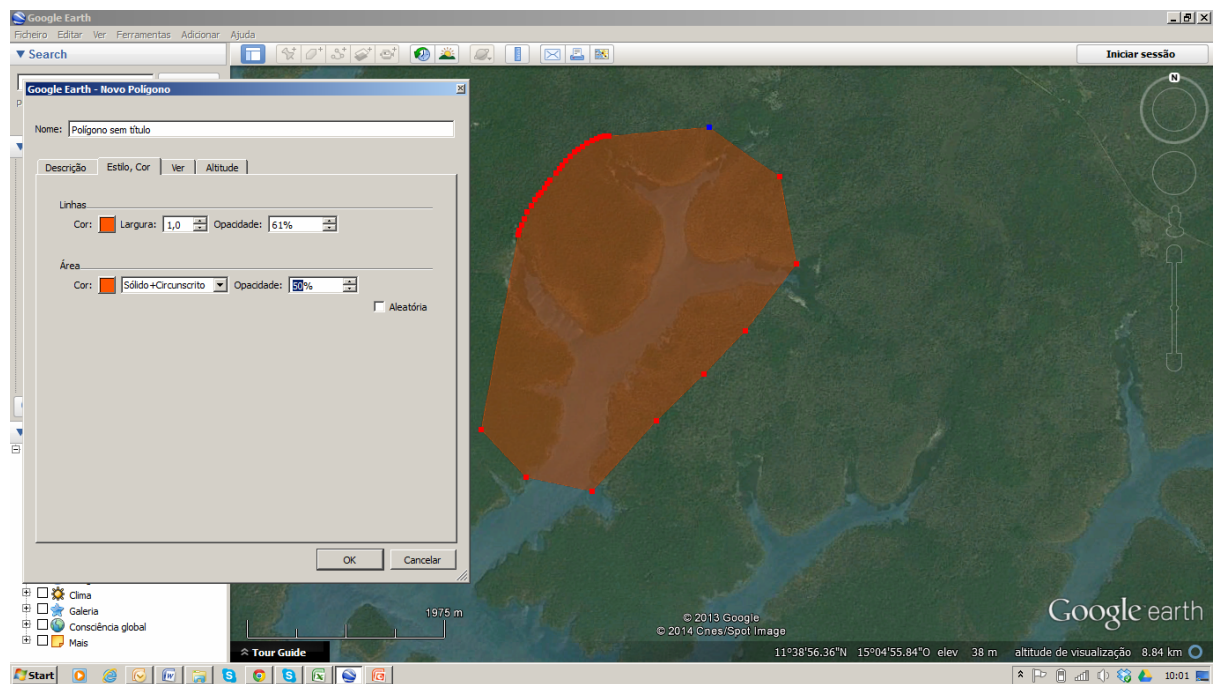 Google Earth
Ficheiro Editar Ver Ferramentas Adicionar Ajuda
Search
Iniciar sessão
N
Google Earth - Novo Polígono
Nome: Polígono sem título
Descrição Estilo, Cor Ver Altitude
Linhas
Cor: Largura: 1,0 Opacidade: 61%
Área
Cor: Sólido+Circunscrito Opacidade: 50%
Aleatória
OK Cancelar
Clima
Galeria
Consciência global
Mais
1975 m
© 2013 Google
© 2014 Cnes/Spot Image
Google earth
Tour Guide
11°38'56.36"N 15°04'55.84"O elev 38 m altitude de visualização 8.84 km
Start
10:01